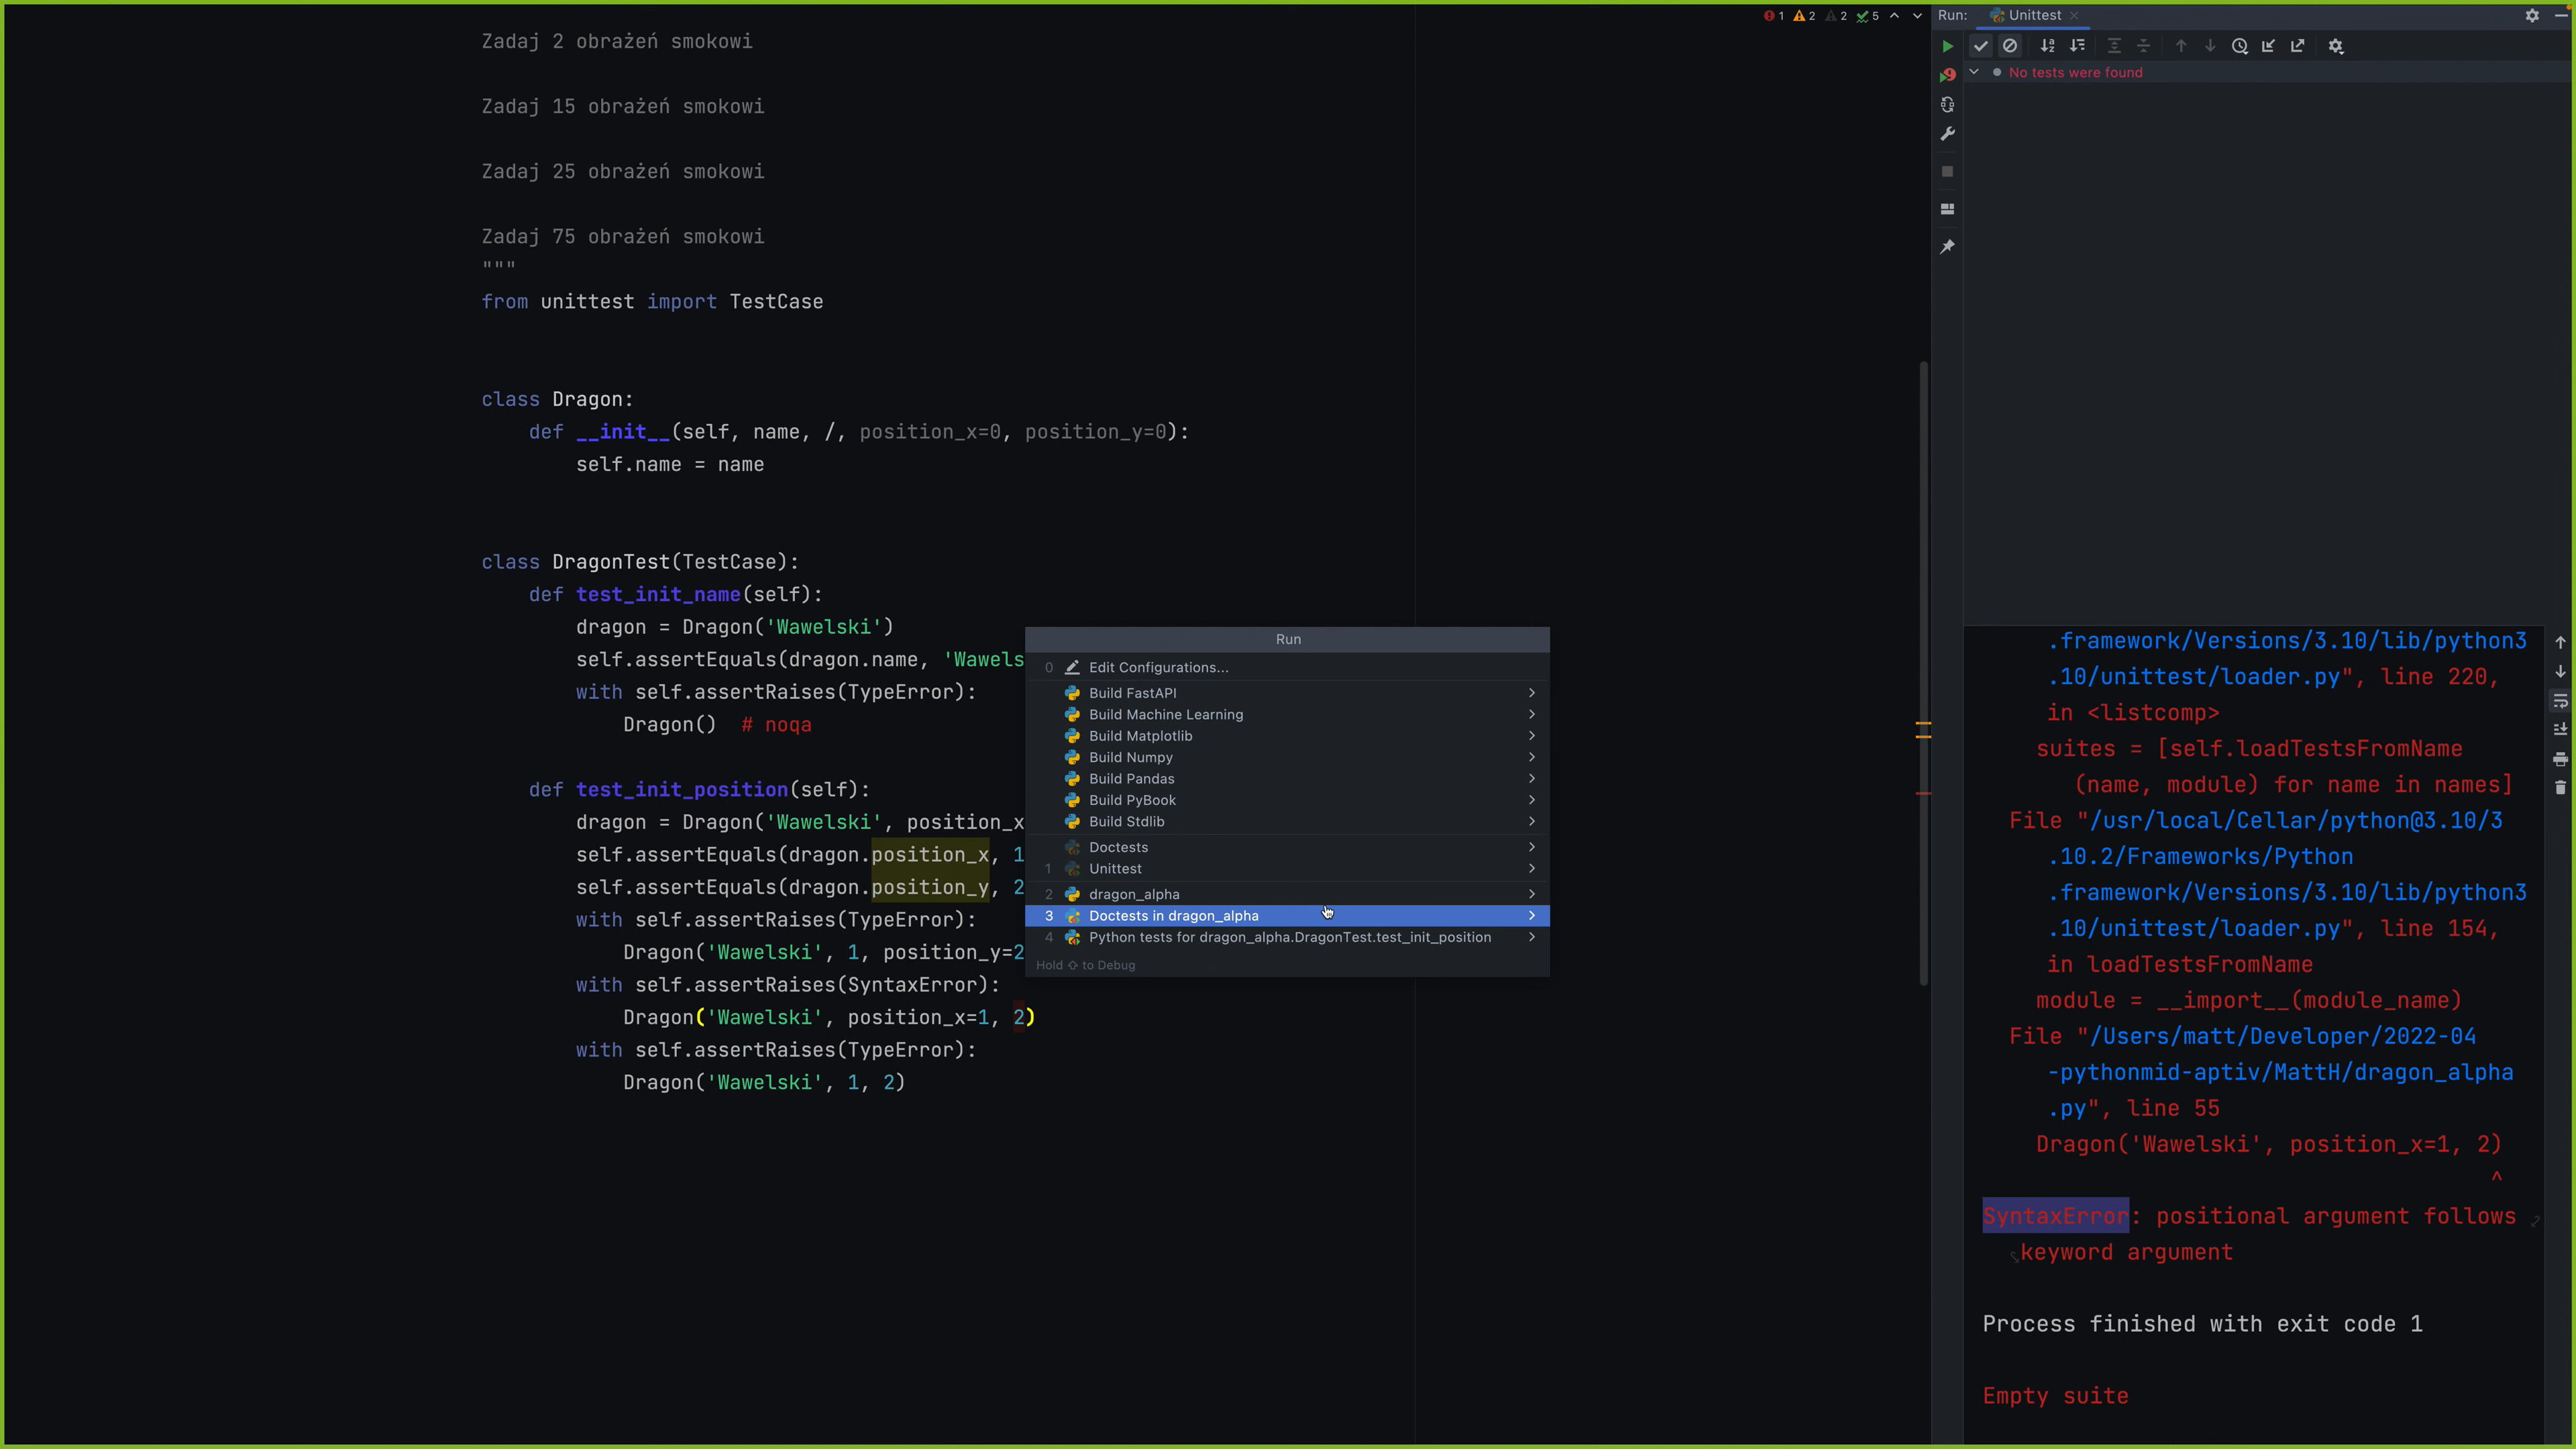 Zadaj 2 obrażeń smokowi
Zadaj 15 obrażeń smokowi
Zadaj 25 obrażeń smokowi
Zadaj 75 obrażeń smokowi
"""
from unittest import TestCase
class Dragon:
def __init__(self, name, /, position_x=0, position_y=0):
self.name = name
class DragonTest(TestCase):
def test_init_name(self):
dragon = Dragon('Wawelski')
self.assertEquals(dragon.name, 'Wawels
with self.assertRaises(TypeError):
Dragon()  # noqa
def test_init_position(self):
dragon = Dragon('Wawelski', position_x
self.assertEquals(dragon.position_x, 1
self.assertEquals(dragon.position_y, 2
with self.assertRaises(TypeError):
Dragon('Wawelski', 1, position_y=2
with self.assertRaises(SyntaxError):
Dragon('Wawelski', position_x=1, 2)
with self.assertRaises(TypeError):
Dragon('Wawelski', 1, 2)
1 2 2 5
Run
0 Edit Configurations...
Build FastAPI
Build Machine Learning
Build Matplotlib
Build Numpy
Build Pandas
Build PyBook
Build Stdlib
Doctests
1 Unittest
2 dragon_alpha
3 Doctests in dragon_alpha
4 Python tests for dragon_alpha.DragonTest.test_init_position
Hold ⇧ to Debug
Run: Unittest
No tests were found
.framework/Versions/3.10/lib/python3
.10/unittest/loader.py", line 220,
in <listcomp>
suites = [self.loadTestsFromName
(name, module) for name in names]
File "/usr/local/Cellar/python@3.10/3
.10.2/Frameworks/Python
.framework/Versions/3.10/lib/python3
.10/unittest/loader.py", line 154,
in loadTestsFromName
module = __import__(module_name)
File "/Users/matt/Developer/2022-04
-pythonmid-aptiv/MattH/dragon_alpha
.py", line 55
Dragon('Wawelski', position_x=1, 2)
^
SyntaxError: positional argument follows
keyword argument
Process finished with exit code 1
Empty suite